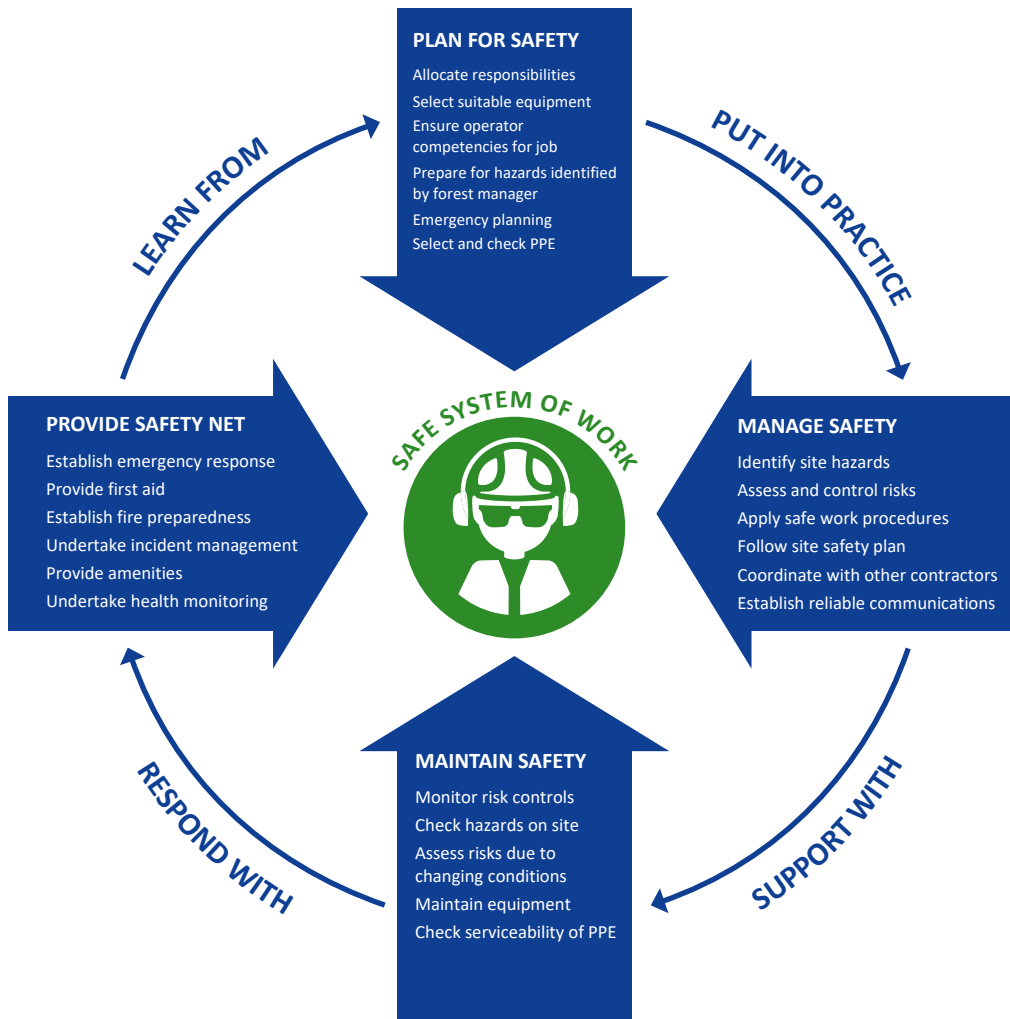 PLAN FOR SAFETY
Allocate responsibilities
Select suitable equipment
Ensure operator
competencies for job
Prepare for hazards identified
by forest manager
Emergency planning
Select and check PPE
PUT INTO PRACTICE
MANAGE SAFETY
Identify site hazards
Assess and control risks
Apply safe work procedures
Follow site safety plan
Coordinate with other contractors
Establish reliable communications
SUPPORT WITH
MAINTAIN SAFETY
Monitor risk controls
Check hazards on site
Assess risks due to
changing conditions
Maintain equipment
Check serviceability of PPE
RESPOND WITH
PROVIDE SAFETY NET
Establish emergency response
Provide first aid
Establish fire preparedness
Undertake incident management
Provide amenities
Undertake health monitoring
LEARN FROM
SAFE SYSTEM OF WORK